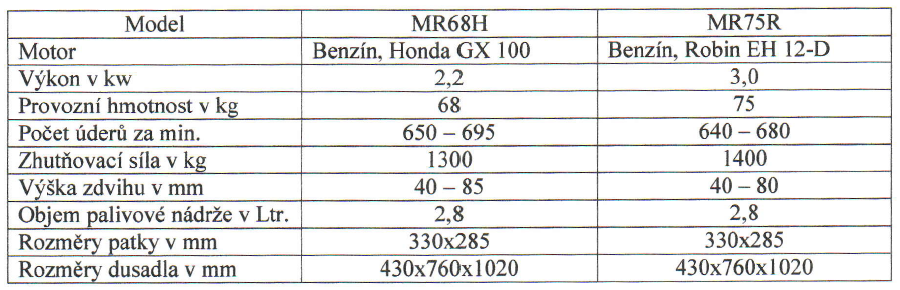 Model MR68H MR75R
Motor Benzín, Honda GX 100 Benzín, Robin EH 12-D
Výkon v kw 2,2 3,0
Provozní hmotnost v kg 68 75
Počet úderů za min. 650 – 695 640 – 680
Zhutňovací síla v kg 1300 1400
Výška zdvihu v mm 40 – 85 40 – 80
Objem palivové nádrže v Ltr. 2,8 2,8
Rozměry patky v mm 330x285 330x285
Rozměry dusadla v mm 430x760x1020 430x760x1020